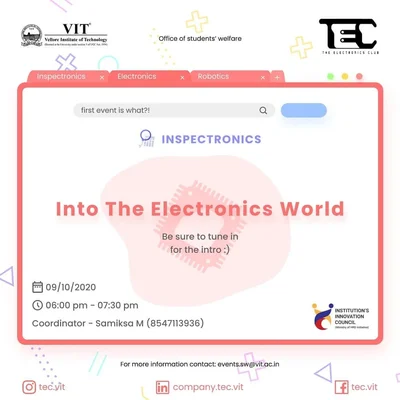 VIT
Vellore Institute of Technology
Office of students' welfare
TEC
THE ELECTRONICS CLUB
Inspectronics x
Electronics x
Robotics x +
first event is what?!
INSPECTRONICS
Into The Electronics World
Be sure to tune in
for the intro :)
09/10/2020
06:00 pm - 07:30 pm
Coordinator - Samiksa M (8547113936)
INSTITUTION'S
INNOVATION
COUNCIL
For more information contact: events.sw@vit.ac.in
tec.vit
company.tec.vit
tec.vit